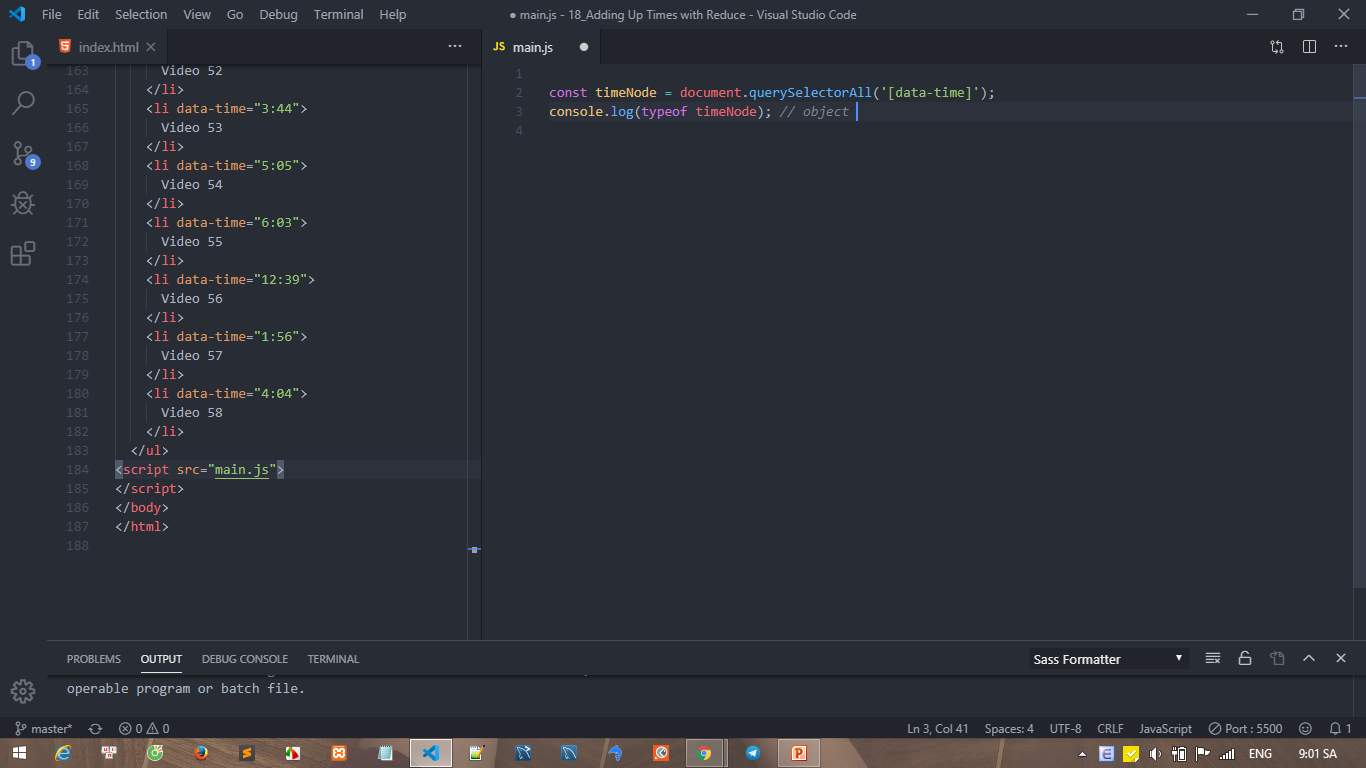 File Edit Selection View Go Debug Terminal Help
● main.js - 18_Adding Up Times with Reduce - Visual Studio Code
1
9
index.html
163 Video 52
164 </li>
165 <li data-time="3:44">
166 Video 53
167 </li>
168 <li data-time="5:05">
169 Video 54
170 </li>
171 <li data-time="6:03">
172 Video 55
173 </li>
174 <li data-time="12:39">
175 Video 56
176 </li>
177 <li data-time="1:56">
178 Video 57
179 </li>
180 <li data-time="4:04">
181 Video 58
182 </li>
183 </ul>
184 <script src="main.js">
185 </script>
186 </body>
187 </html>
188
JS main.js
1
2 const timeNode = document.querySelectorAll('[data-time]');
3 console.log(typeof timeNode); // object
4
PROBLEMS OUTPUT DEBUG CONSOLE TERMINAL
Sass Formatter
operable program or batch file.
master* 0 0
Ln 3, Col 41 Spaces: 4 UTF-8 CRLF JavaScript Port : 5500 1
ENG 9:01 SA